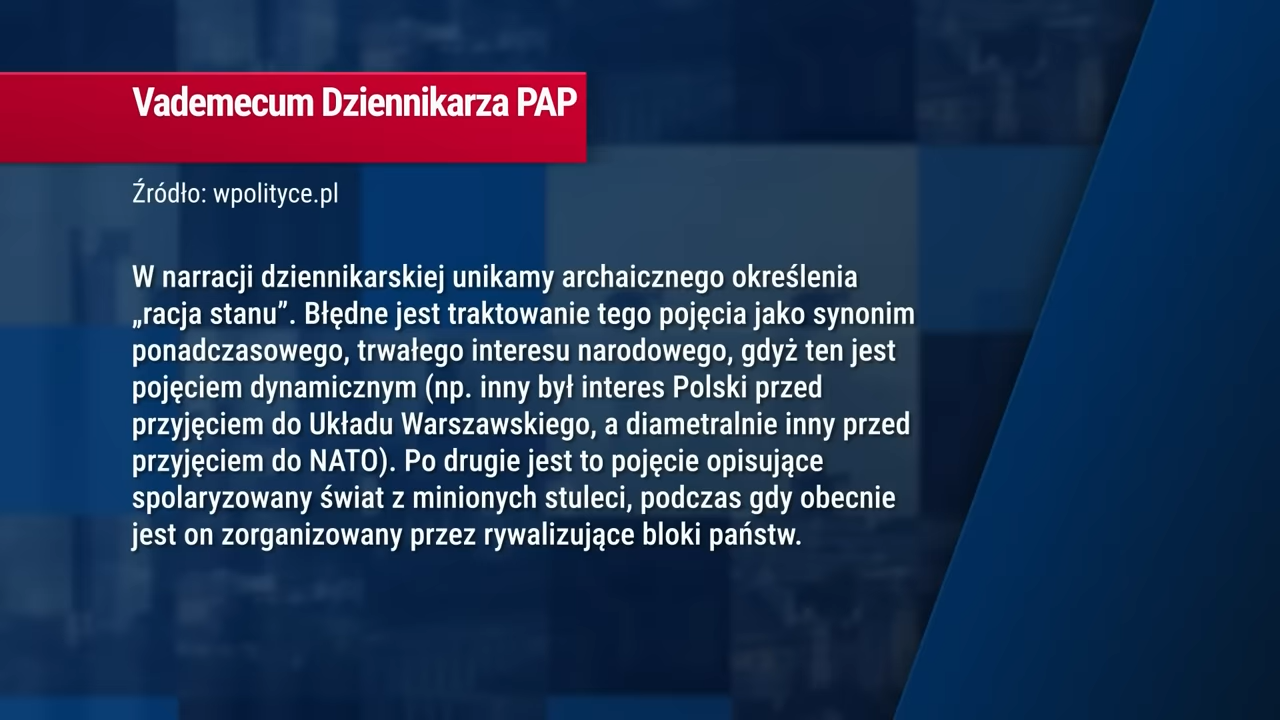 Vademecum Dziennikarza PAP
Źródło: wpolityce.pl
W narracji dziennikarskiej unikamy archaicznego określenia
„racja stanu”. Błędne jest traktowanie tego pojęcia jako synonim
ponadczasowego, trwałego interesu narodowego, gdyż ten jest
pojęciem dynamicznym (np. inny był interes Polski przed
przyjęciem do Układu Warszawskiego, a diametralnie inny przed
przyjęciem do NATO). Po drugie jest to pojęcie opisujące
spolaryzowany świat z minionych stuleci, podczas gdy obecnie
jest on zorganizowany przez rywalizujące bloki państw.